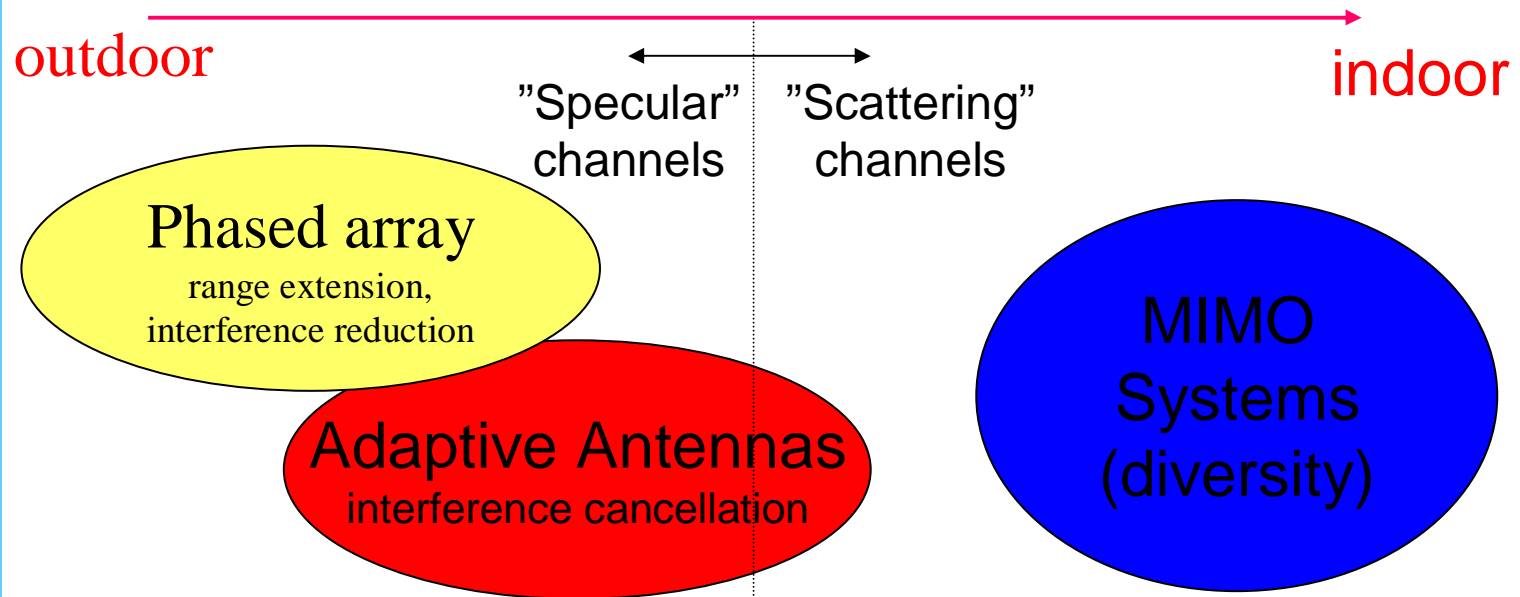 outdoor
indoor
”Specular”
channels
”Scattering”
channels
Phased array
range extension,
interference reduction
Adaptive Antennas
interference cancellation
MIMO
Systems
(diversity)